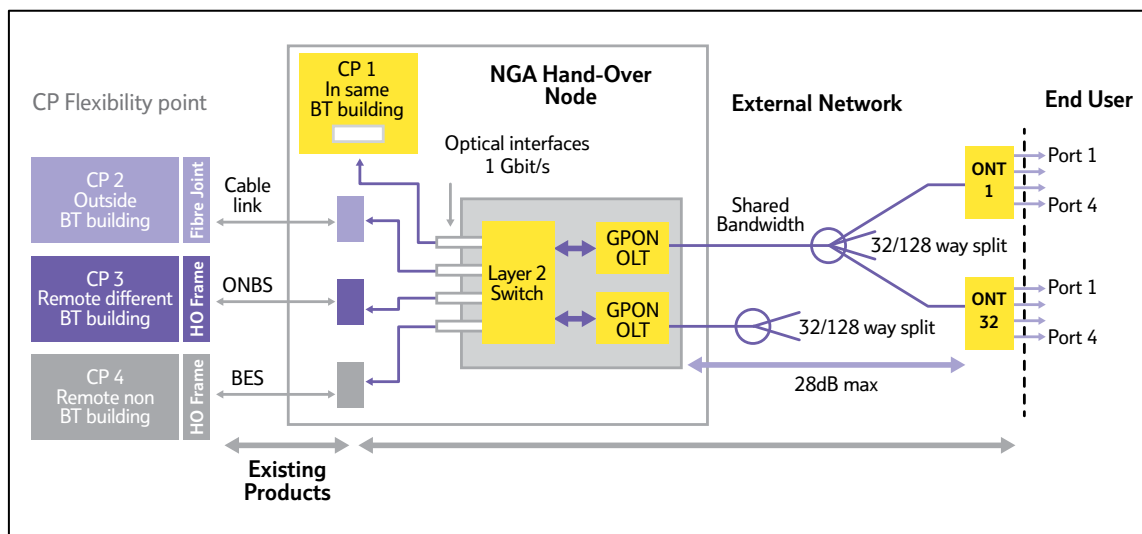 CP Flexibility point
CP 1
In same
BT building
NGA Hand-Over
Node
External Network
End User
Optical interfaces
1 Gbit/s
CP 2
Outside
BT building
Fibre Joint
Cable
link
CP 3
Remote different
BT building
HO Frame
ONBS
CP 4
Remote non
BT building
HO Frame
BES
Layer 2
Switch
GPON
OLT
GPON
OLT
Shared
Bandwidth
32/128 way split
32/128 way split
28dB max
ONT
1
Port 1
Port 4
ONT
32
Port 1
Port 4
Existing
Products